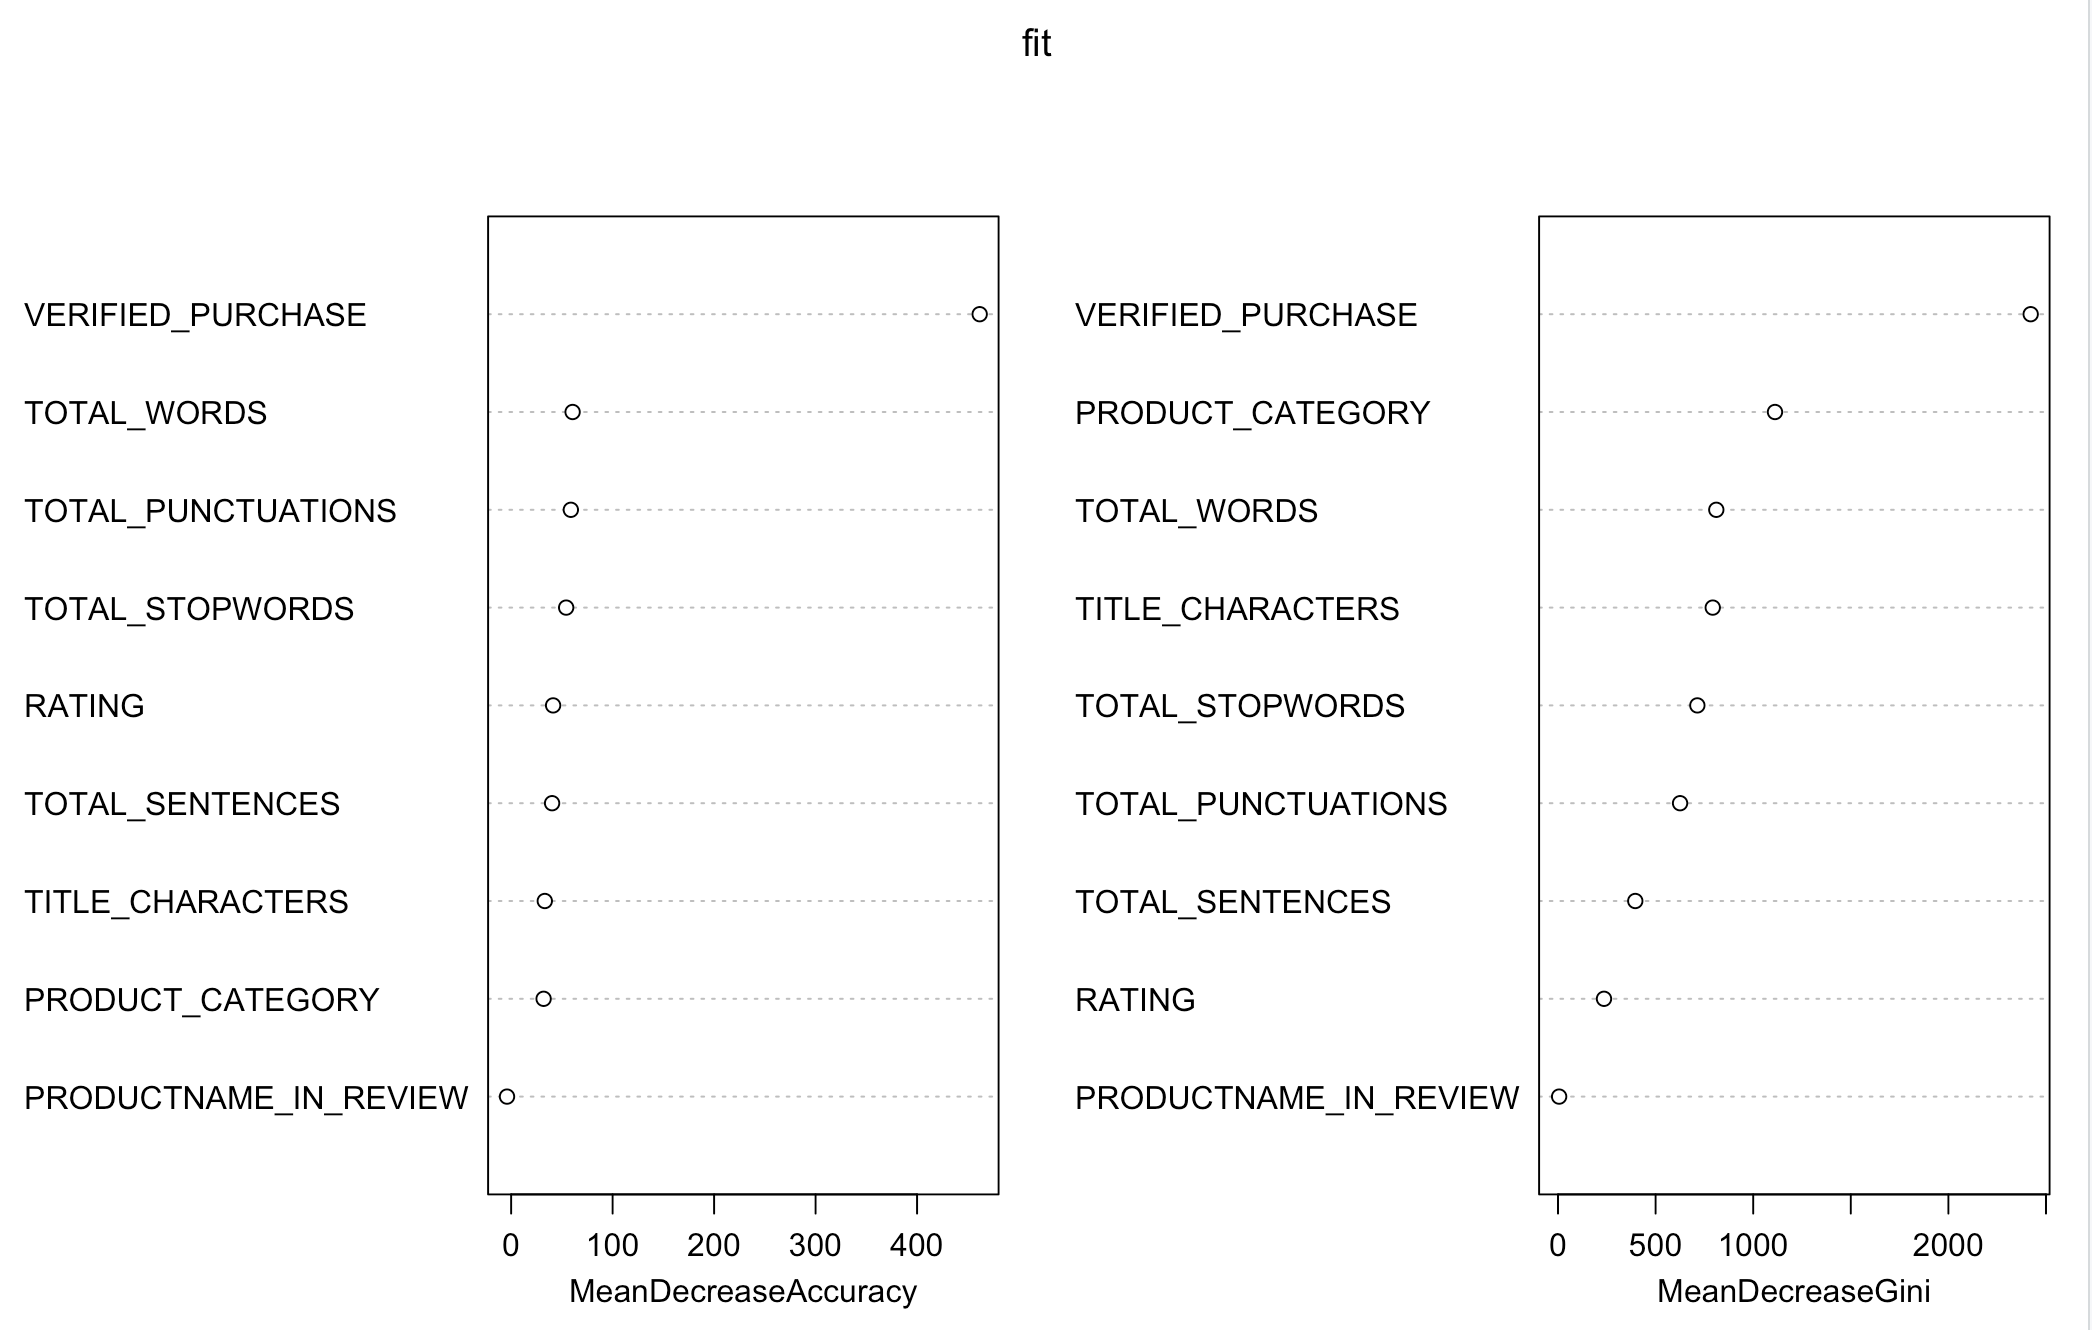 fit
VERIFIED_PURCHASE
TOTAL_WORDS
TOTAL_PUNCTUATIONS
TOTAL_STOPWORDS
RATING
TOTAL_SENTENCES
TITLE_CHARACTERS
PRODUCT_CATEGORY
PRODUCTNAME_IN_REVIEW
0 100 200 300 400
MeanDecreaseAccuracy
VERIFIED_PURCHASE
PRODUCT_CATEGORY
TOTAL_WORDS
TITLE_CHARACTERS
TOTAL_STOPWORDS
TOTAL_PUNCTUATIONS
TOTAL_SENTENCES
RATING
PRODUCTNAME_IN_REVIEW
0 500 1000 2000
MeanDecreaseGini